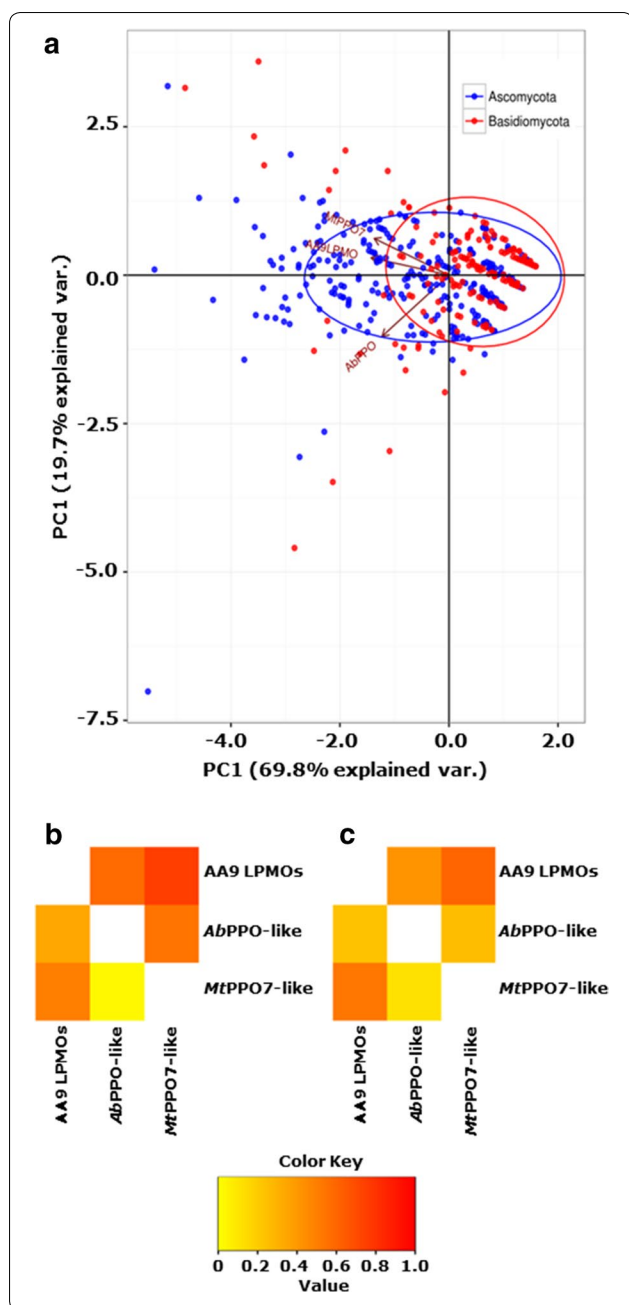 a
Ascomycota
Basidiomycota
MtPPO7
AbPPO
2.5
0.0
-2.5
-5.0
-7.5
PC1 (19.7% explained var.)
-4.0 -2.0 0.0 2.0
PC1 (69.8% explained var.)
b
c
AA9 LPMOs
AbPPO-like
MtPPO7-like
AA9 LPMOs
AbPPO-like
MtPPO7-like
AA9 LPMOs
AbPPO-like
MtPPO7-like
AA9 LPMOs
AbPPO-like
MtPPO7-like
Color Key
0 0.2 0.4 0.6 0.8 1.0
Value